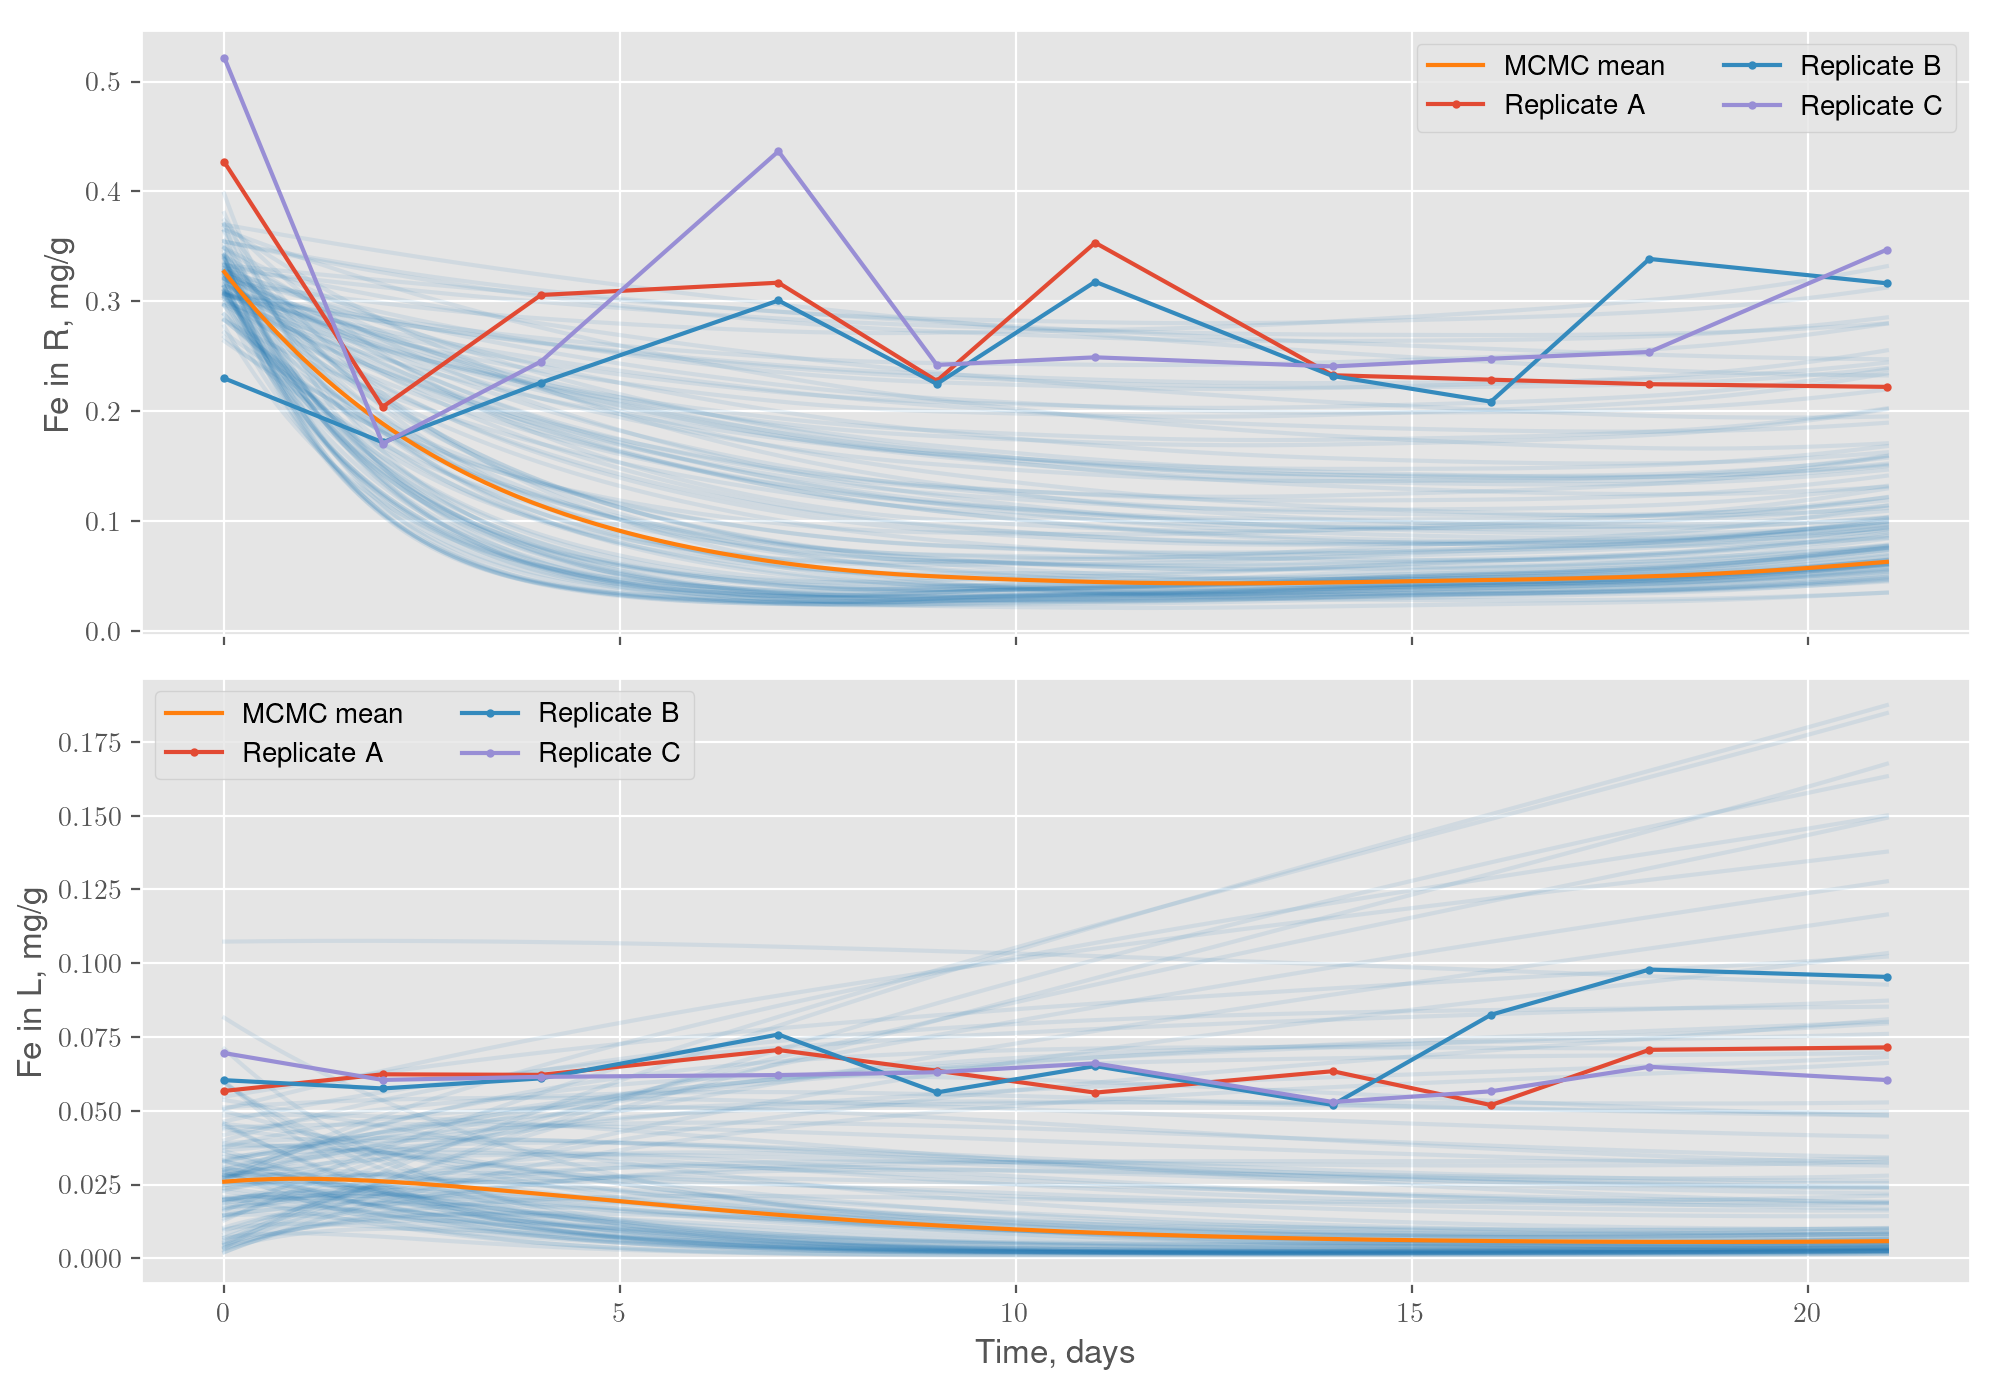 MCMC mean
Replicate A
Replicate B
Replicate C
Fe in R, mg/g
0.5
0.4
0.3
0.2
0.1
0.0
MCMC mean
Replicate A
Replicate B
Replicate C
Fe in L, mg/g
0.175
0.150
0.125
0.100
0.075
0.050
0.025
0.000
0 5 10 15 20
Time, days